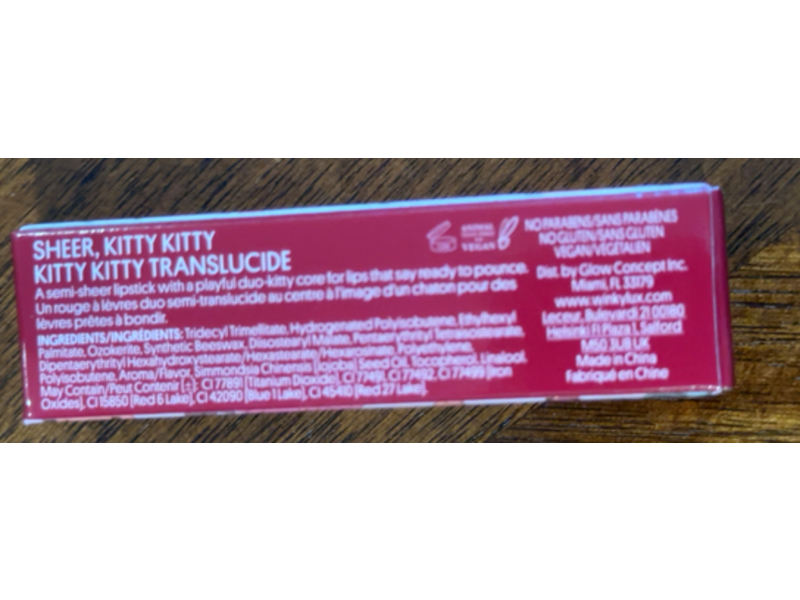 SHEER, KITTY KITTY
KITTY KITTY TRANSLUCIDE
A semi-sheer lipstick with a playful duo-kitty core for lips that say ready to pounce.
Un rouge à lèvres duo semi-translucide au centre à l'image d'un chaton pour des
lèvres prêtes à bondir.
INGREDIENTS/INGRÉDIENTS: Tridecyl Trimellitate, Hydrogenated Polyisobutene, Ethylhexyl
Palmitate, Ozokerite, Synthetic Beeswax, Diisostearyl Malate, Pentaerythrityl Tetraisostearate,
Dipentaerythrityl Hexahydroxystearate/Hexastearate/Hexarosinate, Polyethylene,
Polyisobutene, Aroma/Flavor, Simmondsia Chinensis [Jojoba] Seed Oil, Tocopherol, Linalool.
May Contain/Peut Contenir [±]: CI 77891 [Titanium Dioxide], CI 77491, CI 77492, CI 77499 [Iron
Oxides], CI 15850 [Red 6 Lake], CI 42090 [Blue 1 Lake], CI 45410 [Red 27 Lake].
VEGAN
NO PARABENS/SANS PARABÈNES
NO GLUTEN/SANS GLUTEN
VEGAN/VÉGÉTALIEN
Dist. by Glow Concept Inc.
Miami, FL 33179
www.winkylux.com
Leceur, Bulevardi 21 00180
Helsinki FI Plaza 1, Salford
M50 3UB UK
Made in China
Fabriqué en Chine